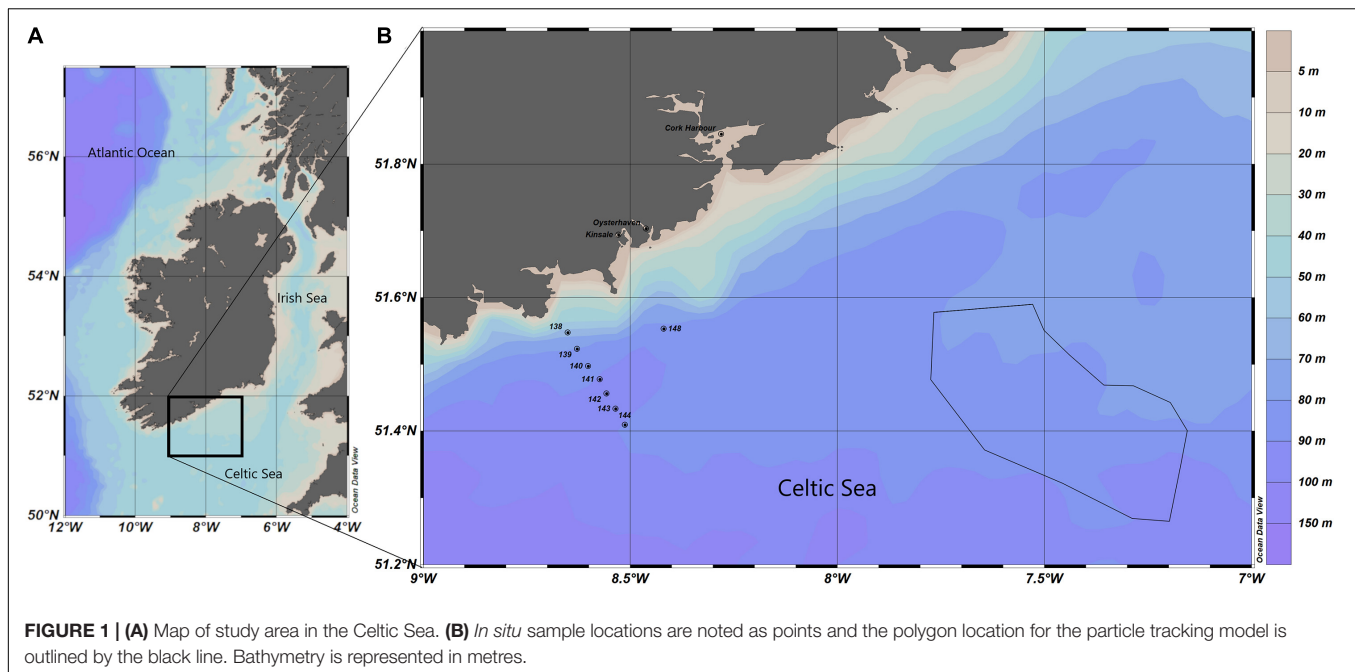 A
B
Atlantic Ocean
Irish Sea
Celtic Sea
56°N
54°N
52°N
50°N
12°W
10°W
8°W
6°W
4°W
Ocean Data View
Cork Harbour
Oysterhaven
Kinsale
138
139
140
141
142
143
144
148
Celtic Sea
51.8°N
51.6°N
51.4°N
51.2°N
9°W
8.5°W
8°W
7.5°W
7°W
Ocean Data View
5 m
10 m
20 m
30 m
40 m
50 m
60 m
70 m
80 m
90 m
100 m
150 m
FIGURE 1 | (A) Map of study area in the Celtic Sea. (B) In situ sample locations are noted as points and the polygon location for the particle tracking model is
outlined by the black line. Bathymetry is represented in metres.